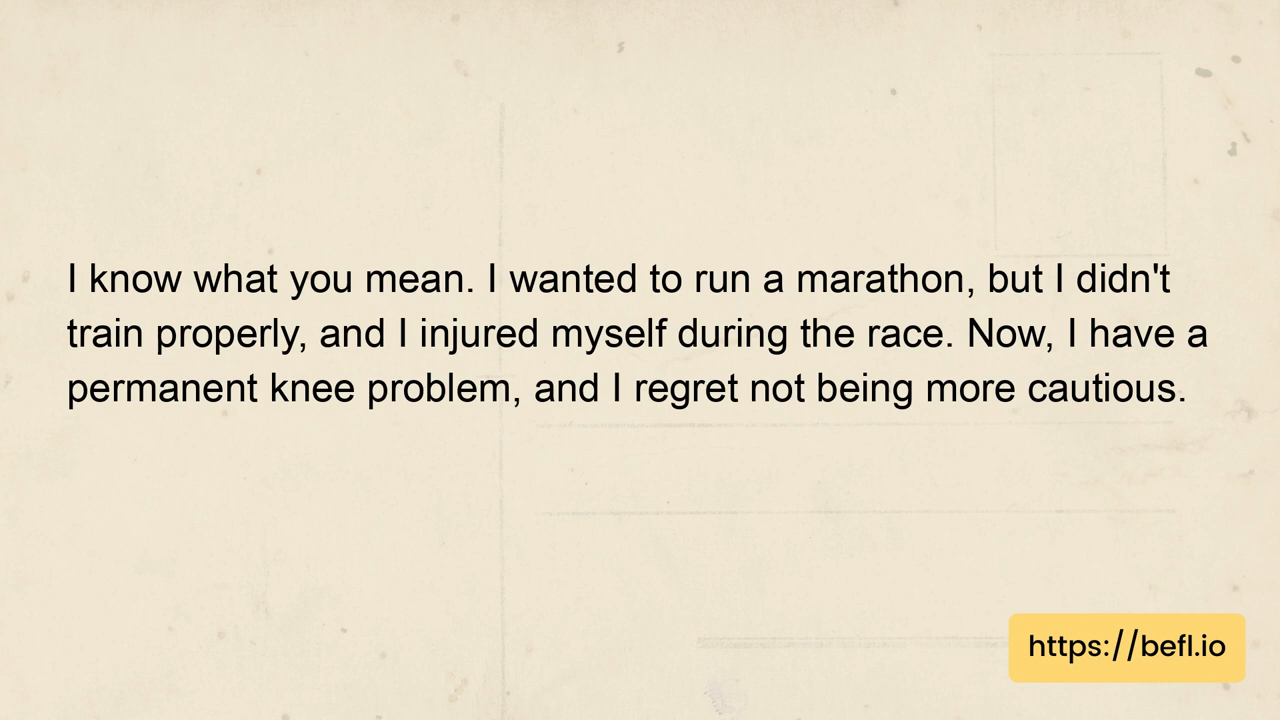 I know what you mean. I wanted to run a marathon, but I didn't
train properly, and I injured myself during the race. Now, I have a
permanent knee problem, and I regret not being more cautious.
https://befl.io